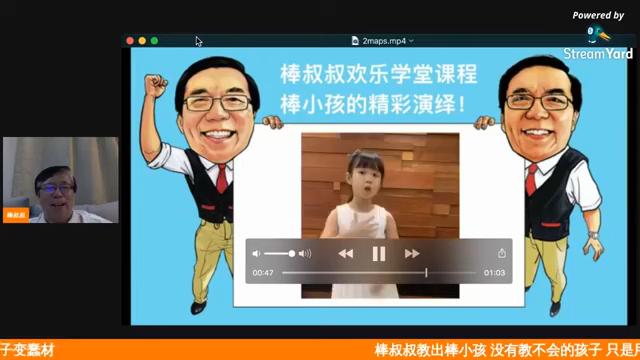 Powered by
StreamYard
2maps.mp4
棒叔叔欢乐学堂课程
棒小孩的精彩演绎!
棒叔叔
00:47
01:03
子变蠢材
棒叔叔教出棒小孩 没有教不会的孩子 只是